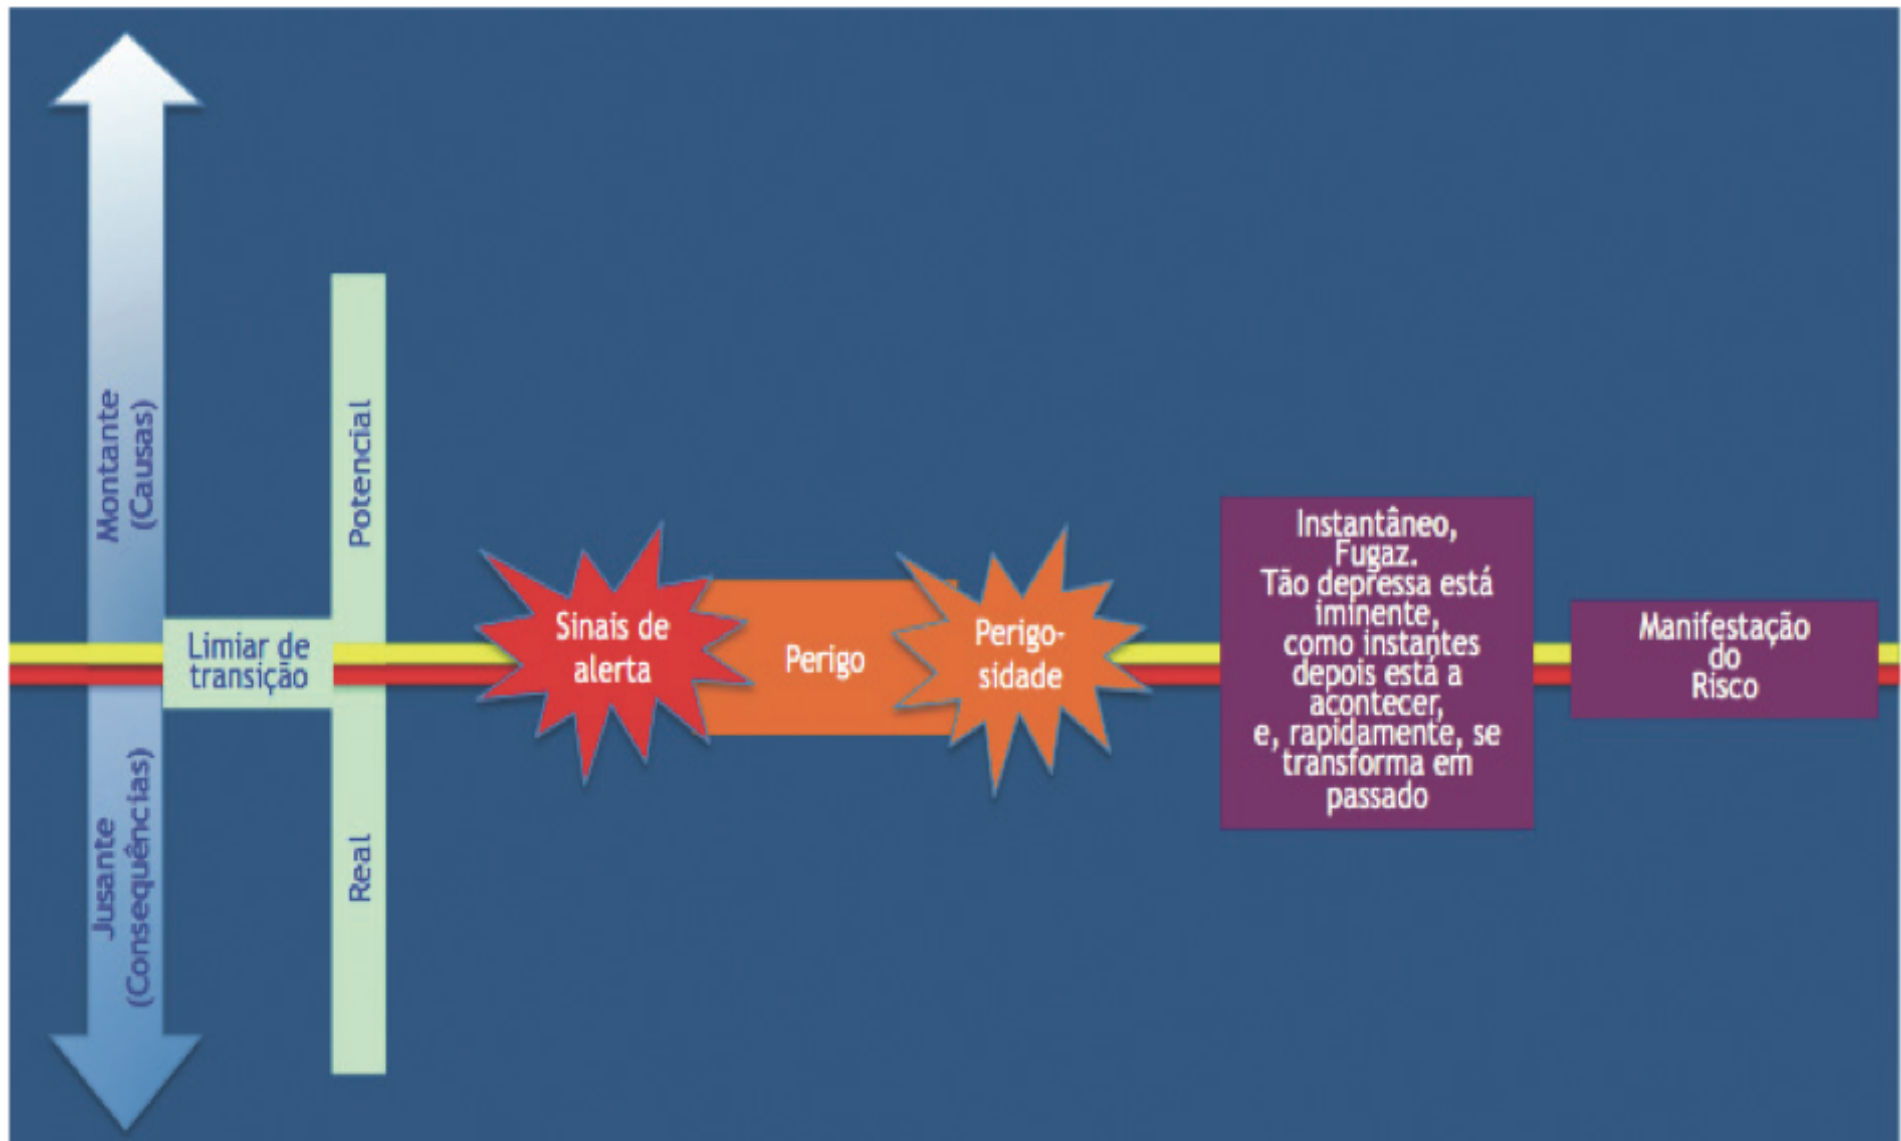 Montante
(Causas)
Jusante
(Consequências)
Limiar de
transição
Potencial
Real
Sinais de
alerta
Perigo
Perigo-
sidade
Instantâneo,
Fugaz.
Tão depressa está
iminente,
como instantes
depois está a
acontecer,
e, rapidamente, se
transforma em
passado
Manifestação
do
Risco